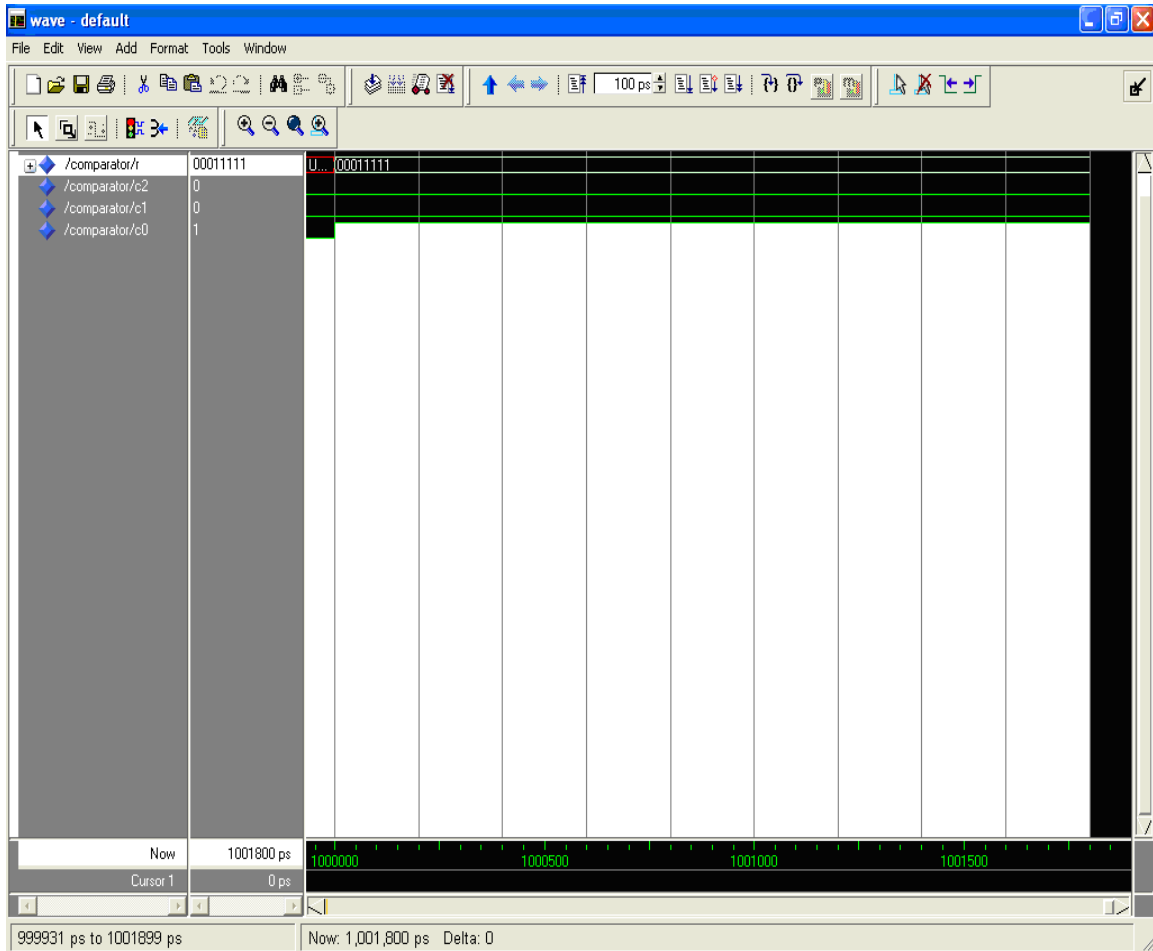 wave - default
File Edit View Add Format Tools Window
100 ps
/comparator/r 00011111 U... 00011111
/comparator/c2 0
/comparator/c1 0
/comparator/c0 1
Now 1001800 ps 1000000 1000500 1001000 1001500
Cursor 1 0 ps
999931 ps to 1001899 ps Now: 1,001,800 ps Delta: 0